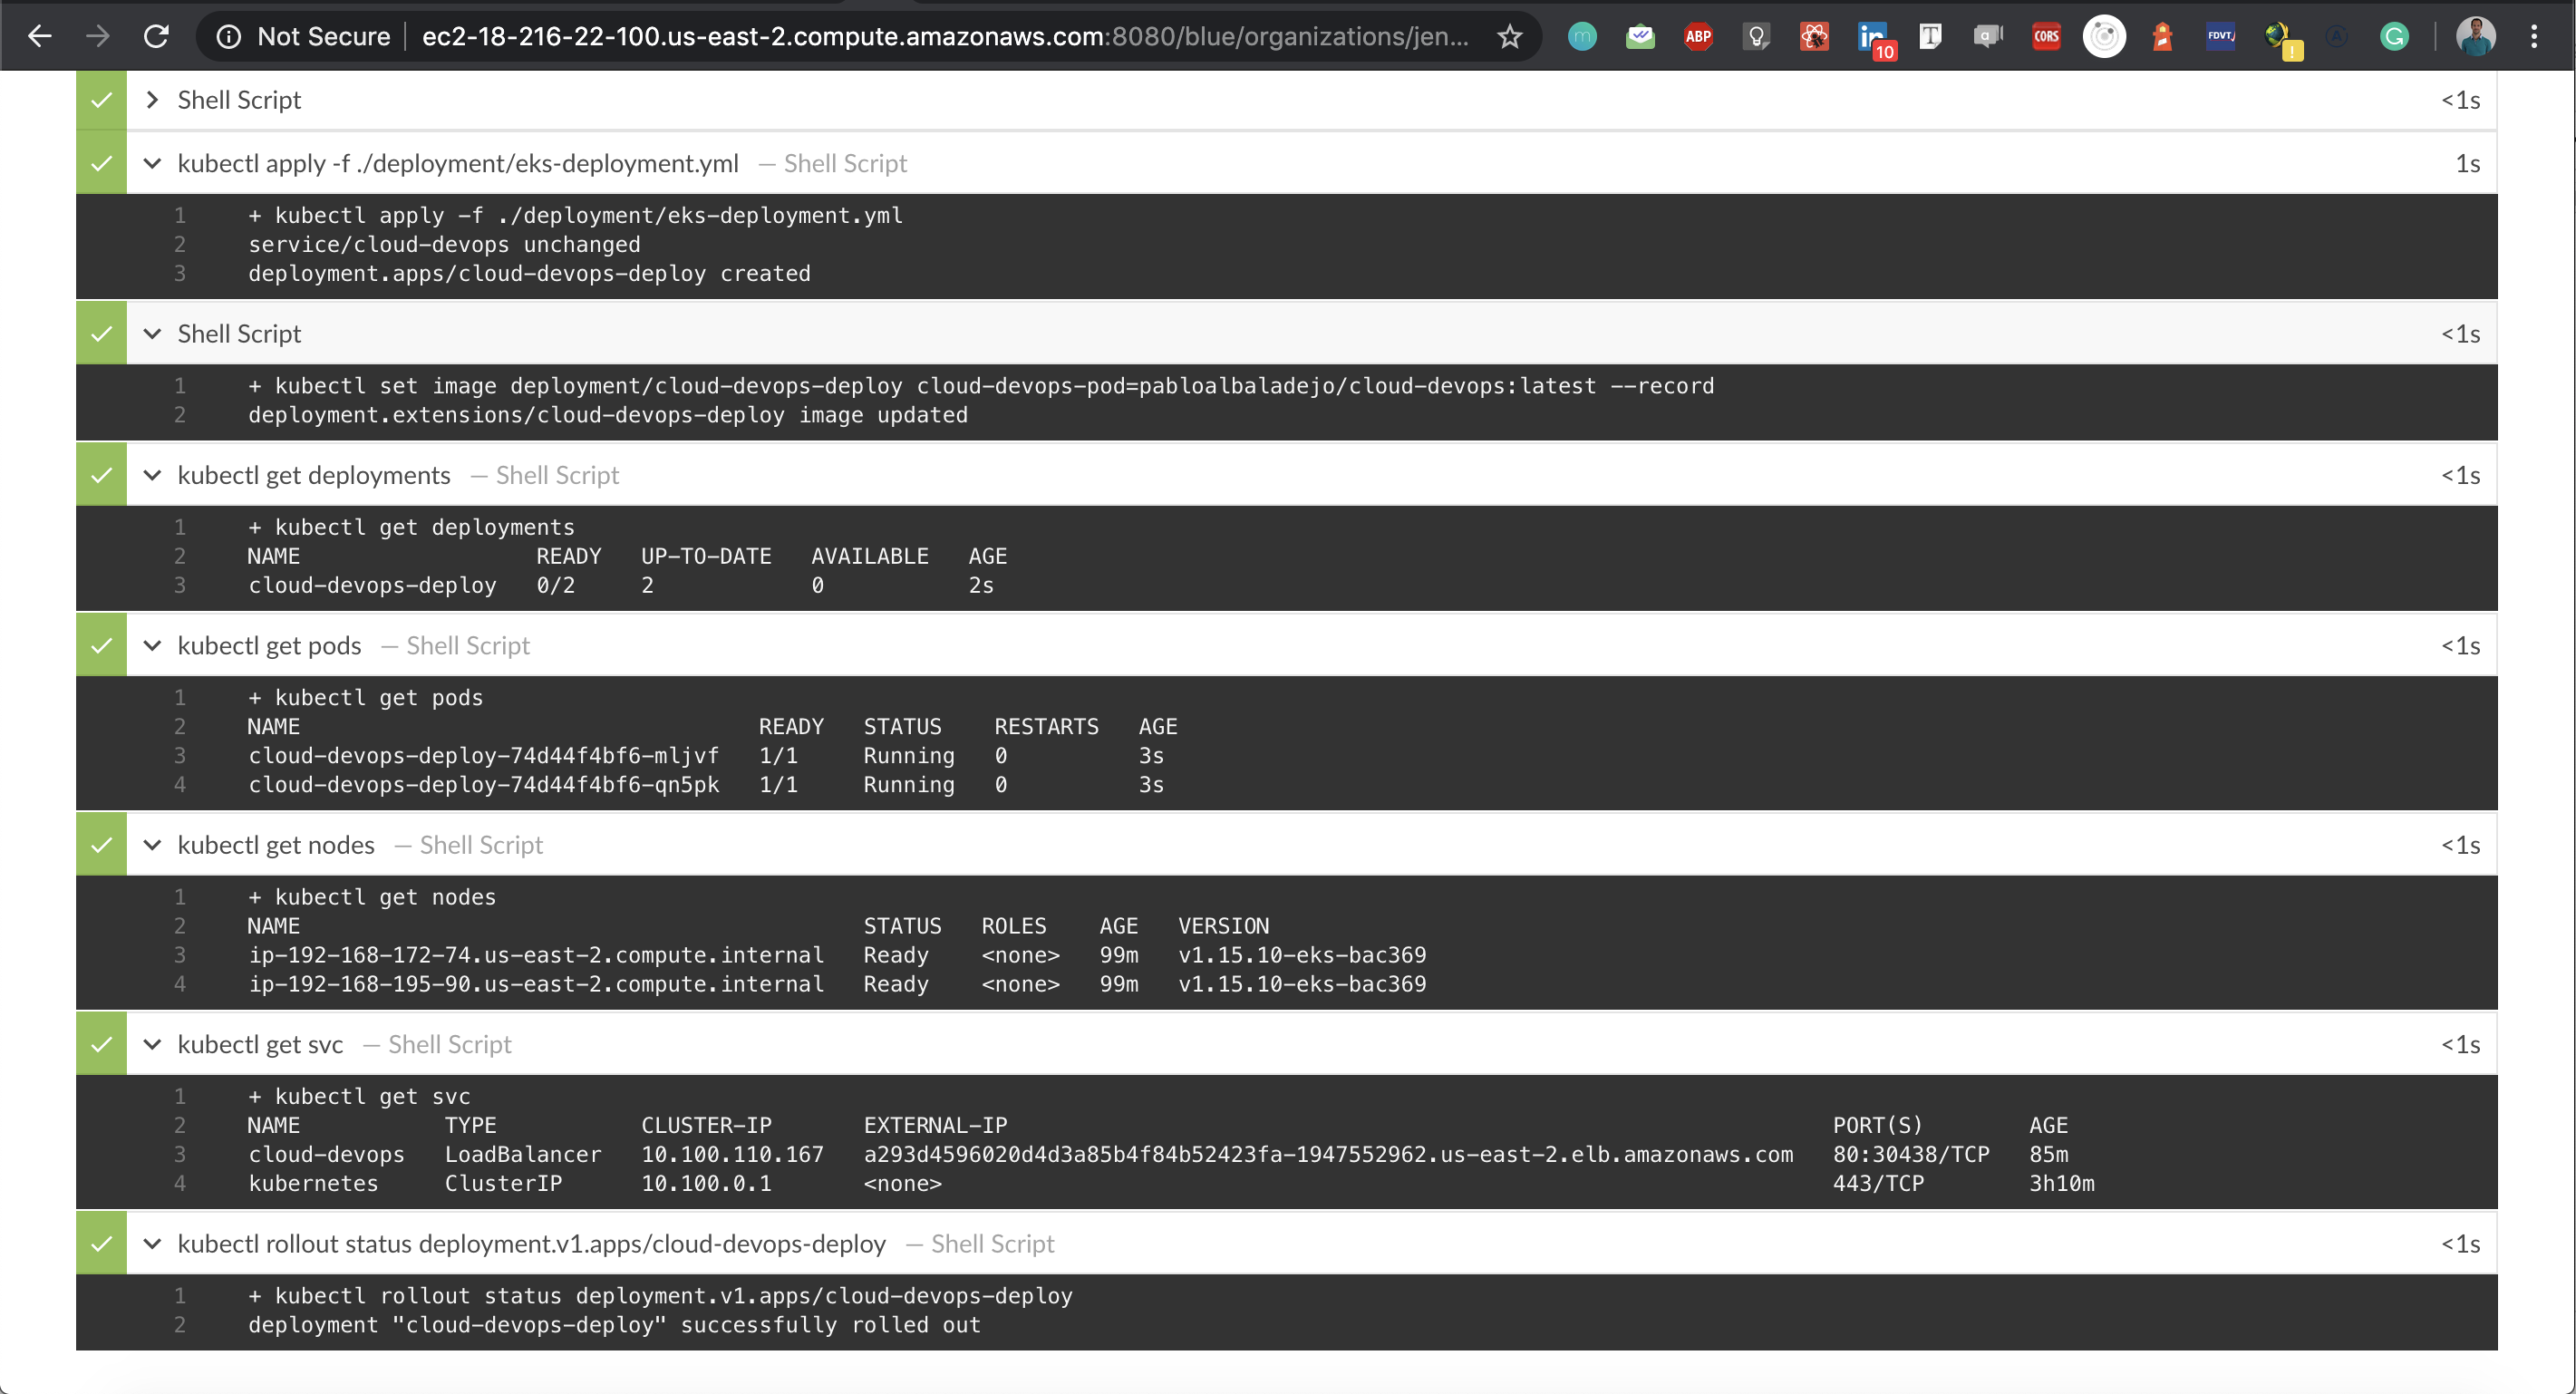 Not Secure ec2-18-216-22-100.us-east-2.compute.amazonaws.com:8080/blue/organizations/jen... m ABP in 10 T a CORS FDVT ! A G
Shell Script <1s
kubectl apply -f ./deployment/eks-deployment.yml — Shell Script 1s
1 + kubectl apply -f ./deployment/eks-deployment.yml
2 service/cloud-devops unchanged
3 deployment.apps/cloud-devops-deploy created
Shell Script <1s
1 + kubectl set image deployment/cloud-devops-deploy cloud-devops-pod=pabloalbaladejo/cloud-devops:latest --record
2 deployment.extensions/cloud-devops-deploy image updated
kubectl get deployments — Shell Script <1s
1 + kubectl get deployments
2 NAME READY UP-TO-DATE AVAILABLE AGE
3 cloud-devops-deploy 0/2 2 0 2s
kubectl get pods — Shell Script <1s
1 + kubectl get pods
2 NAME READY STATUS RESTARTS AGE
3 cloud-devops-deploy-74d44f4bf6-mljvf 1/1 Running 0 3s
4 cloud-devops-deploy-74d44f4bf6-qn5pk 1/1 Running 0 3s
kubectl get nodes — Shell Script <1s
1 + kubectl get nodes
2 NAME STATUS ROLES AGE VERSION
3 ip-192-168-172-74.us-east-2.compute.internal Ready <none> 99m v1.15.10-eks-bac369
4 ip-192-168-195-90.us-east-2.compute.internal Ready <none> 99m v1.15.10-eks-bac369
kubectl get svc — Shell Script <1s
1 + kubectl get svc
2 NAME TYPE CLUSTER-IP EXTERNAL-IP PORT(S) AGE
3 cloud-devops LoadBalancer 10.100.110.167 a293d4596020d4d3a85b4f84b52423fa-1947552962.us-east-2.elb.amazonaws.com 80:30438/TCP 85m
4 kubernetes ClusterIP 10.100.0.1 <none> 443/TCP 3h10m
kubectl rollout status deployment.v1.apps/cloud-devops-deploy — Shell Script <1s
1 + kubectl rollout status deployment.v1.apps/cloud-devops-deploy
2 deployment "cloud-devops-deploy" successfully rolled out